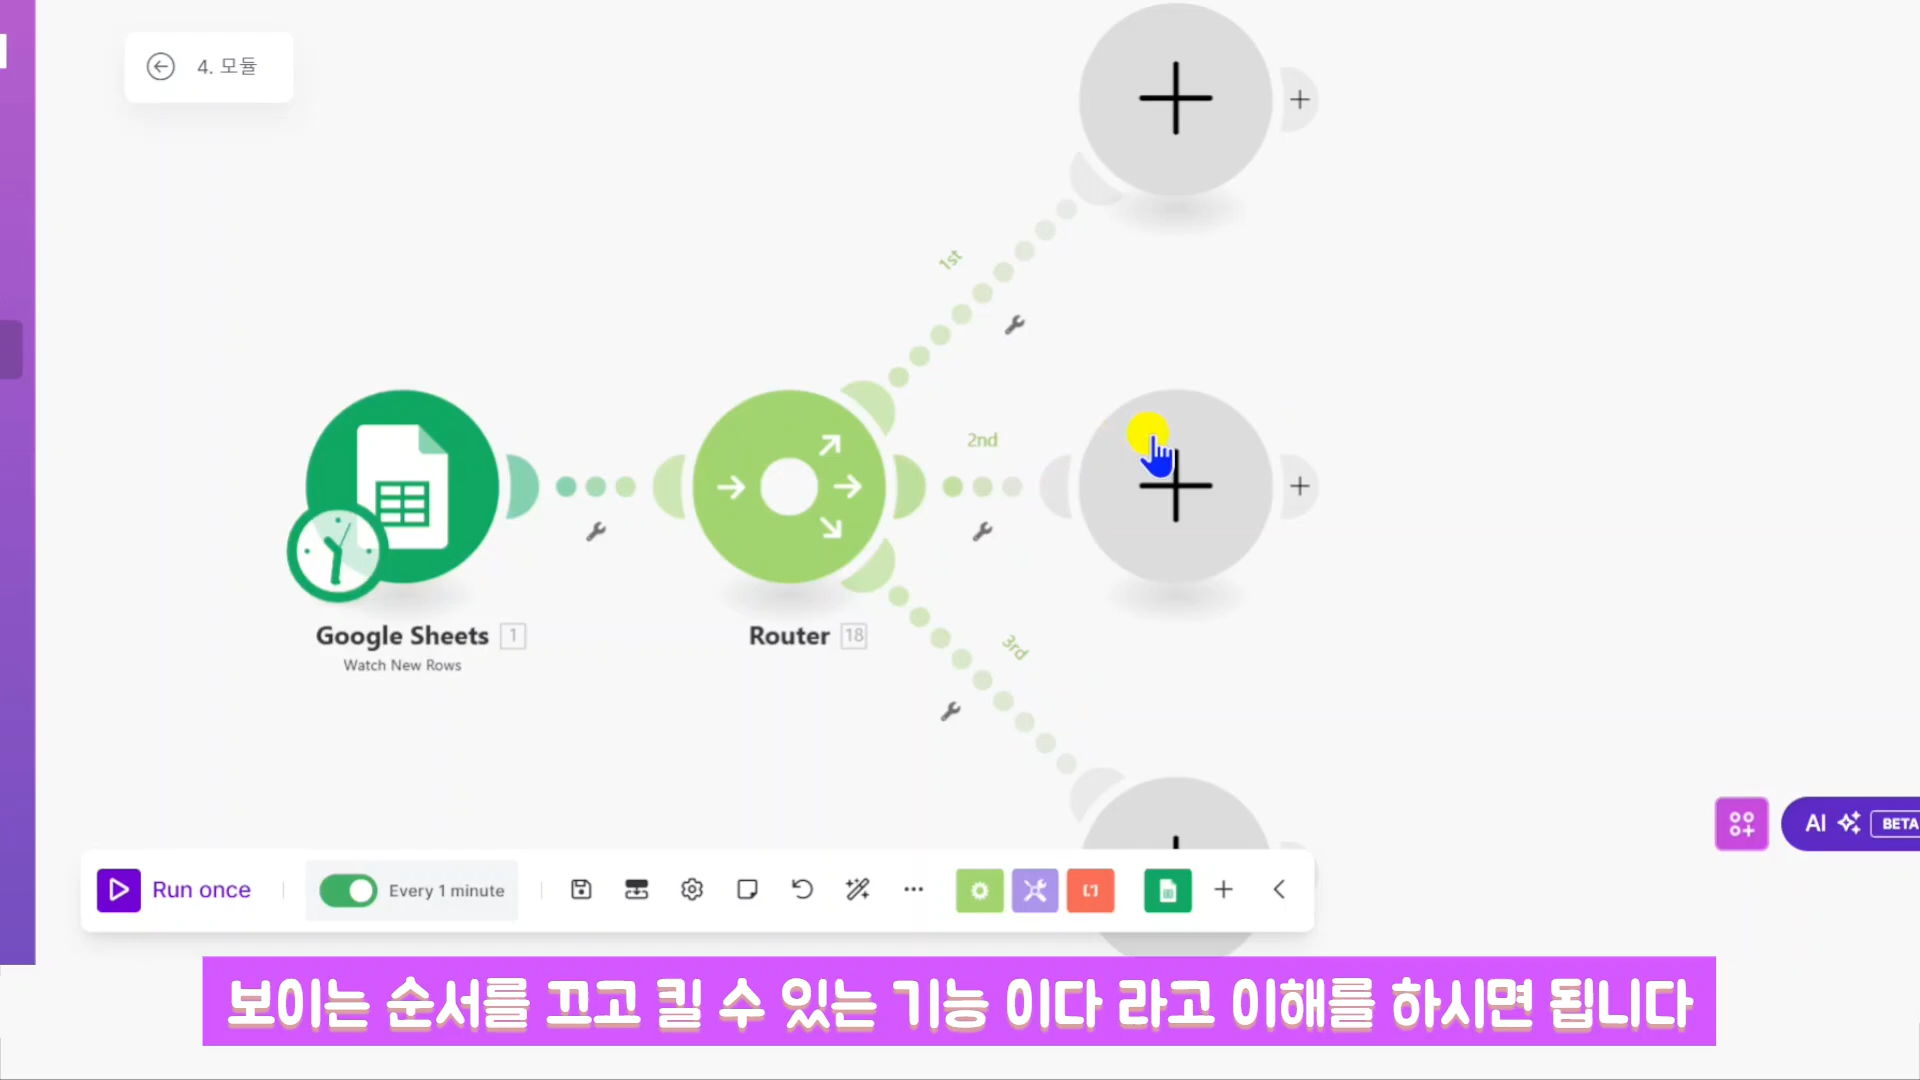 4. 모듈
1st
2nd
3rd
Google Sheets 1
Watch New Rows
Router 18
AI BETA
Run once
Every 1 minute
보이는 순서를 끄고 킬 수 있는 기능 이다 라고 이해를 하시면 됩니다